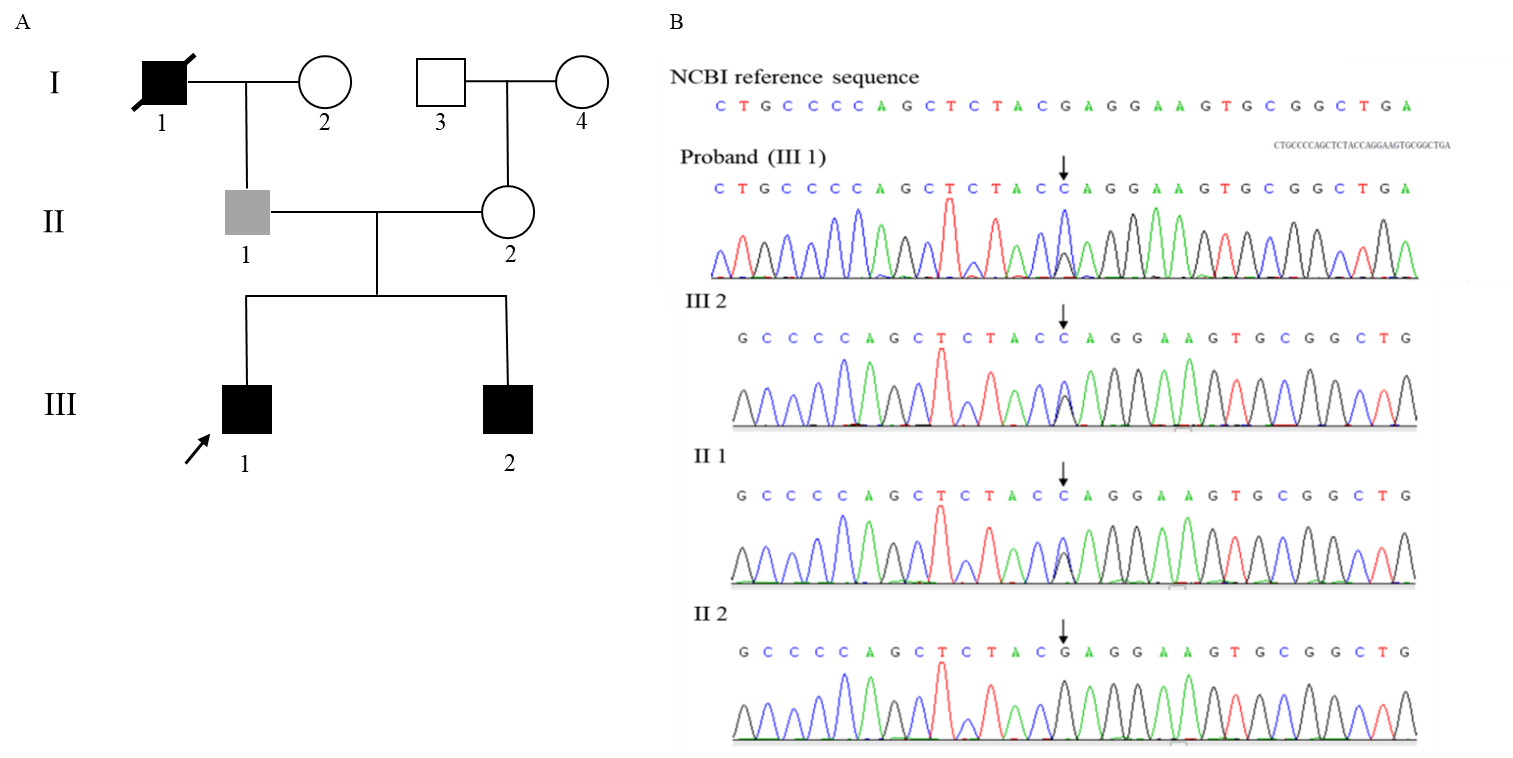 A
I
1
2
3
4
II
1
2
III
1
2
B
NCBI reference sequence
C T G C C C C A G C T C T A C G A G G A A G T G C G G C T G A
CTGCCCCAGCTCTACCAGGAAGTGCGGCTGA
Proband (III 1)
C T G C C C C A G C T C T A C C A G G A A G T G C G G C T G A
III 2
G C C C C A G C T C T A C C A G G A A G T G C G G C T G
II 1
G C C C C A G C T C T A C C A G G A A G T G C G G C T G
II 2
G C C C C A G C T C T A C G A G G A A G T G C G G C T G